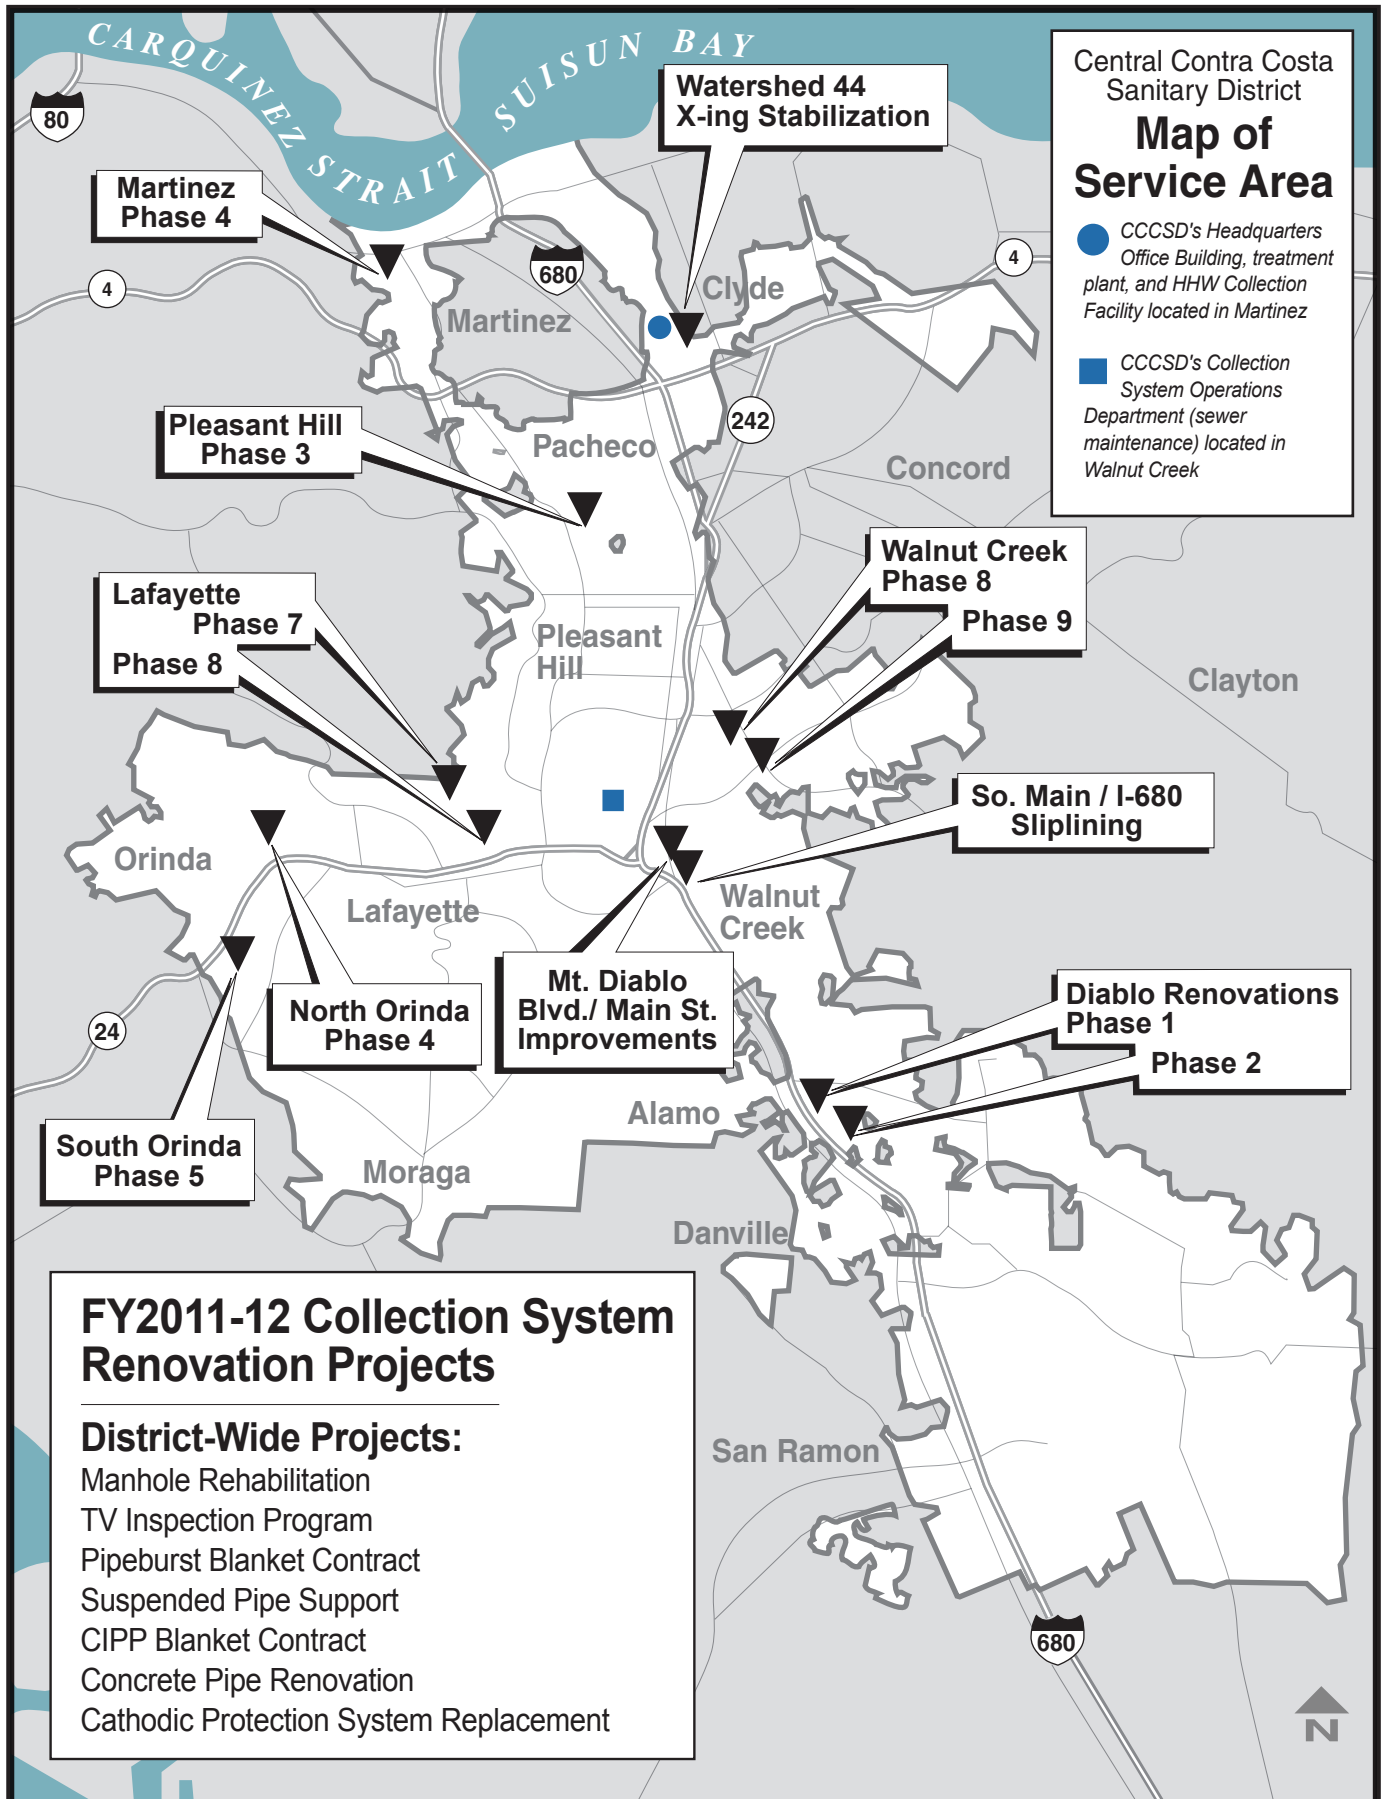 CARQUINEZ STRAIT
SUISUN BAY
Central Contra Costa
Sanitary District
Map of
Service Area
CCCSD's Headquarters
Office Building, treatment
plant, and HHW Collection
Facility located in Martinez
CCCSD's Collection
System Operations
Department (sewer
maintenance) located in
Walnut Creek
Watershed 44
X-ing Stabilization
80
Martinez
Phase 4
4
680
4
Clyde
Martinez
242
Pleasant Hill
Phase 3
Pacheco
Concord
Walnut Creek
Phase 8
Phase 9
Lafayette
Phase 7
Phase 8
Pleasant
Hill
Clayton
So. Main / I-680
Sliplining
Orinda
Lafayette
Walnut
Creek
Mt. Diablo
Blvd./ Main St.
Improvements
North Orinda
Phase 4
24
Diablo Renovations
Phase 1
Phase 2
Alamo
South Orinda
Phase 5
Moraga
Danville
San Ramon
680
N
FY2011-12 Collection System
Renovation Projects
District-Wide Projects:
Manhole Rehabilitation
TV Inspection Program
Pipeburst Blanket Contract
Suspended Pipe Support
CIPP Blanket Contract
Concrete Pipe Renovation
Cathodic Protection System Replacement